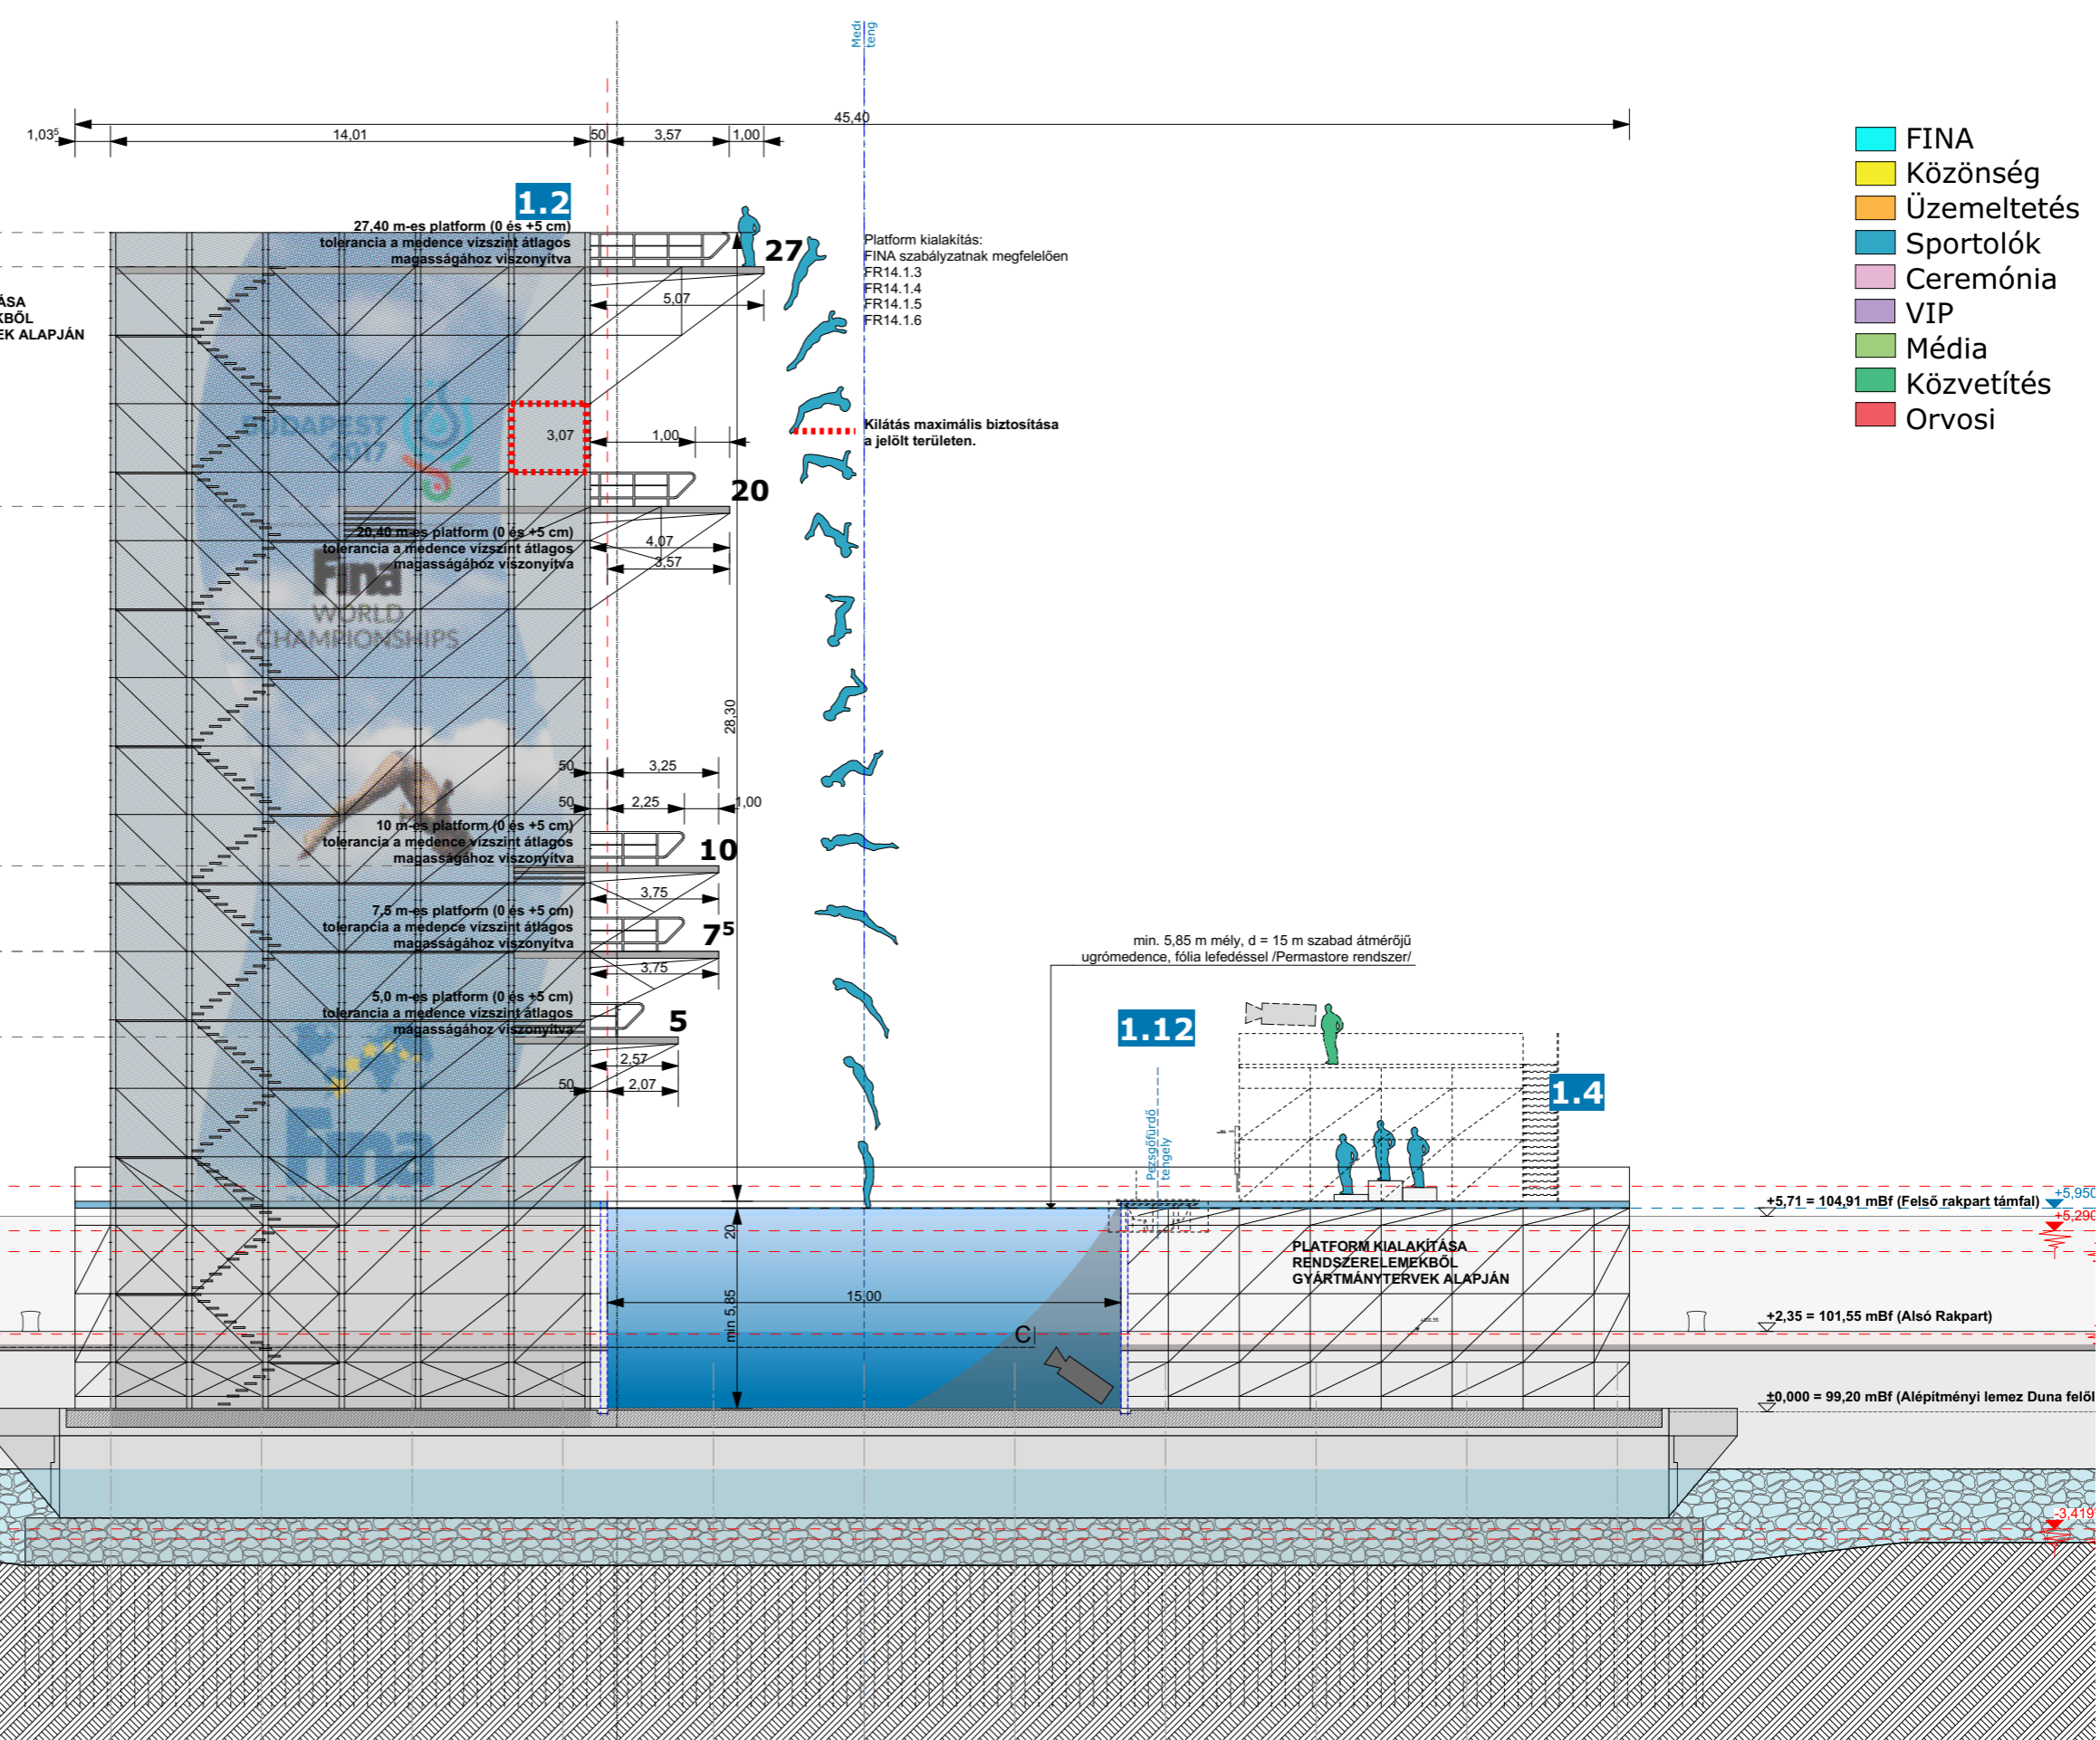 Mede
teng
45,40
1,03⁵
14,01
50
3,57
1,00
FINA
Közönség
Üzemeltetés
Sportolók
Ceremónia
VIP
Média
Közvetítés
Orvosi
1.2
27,40 m-es platform (0 és +5 cm)
tolerancia a medence vízszint átlagos
magasságához viszonyítva
27
Platform kialakítás:
FINA szabályzatnak megfelelően
FR14.1.3
FR14.1.4
FR14.1.5
FR14.1.6
5,07
ÁSA
KBŐL
EK ALAPJÁN
BUDAPEST
2017
3,07
1,00
Kilátás maximális biztosítása
a jelölt területen.
20
20,40 m-es platform (0 és +5 cm)
tolerancia a medence vízszint átlagos
magasságához viszonyítva
4,07
3,57
Fina
WORLD
CHAMPIONSHIPS
28,30
50
3,25
50
2,25
1,00
10 m-es platform (0 és +5 cm)
tolerancia a medence vízszint átlagos
magasságához viszonyítva
10
3,75
7,5 m-es platform (0 és +5 cm)
tolerancia a medence vízszint átlagos
magasságához viszonyítva
7⁵
3,75
min. 5,85 m mély, d = 15 m szabad átmérőjű
ugrómedence, fólia lefedéssel /Permastore rendszer/
5,0 m-es platform (0 és +5 cm)
tolerancia a medence vízszint átlagos
magasságához viszonyítva
5
2,57
50
2,07
1.12
1.4
Pezsgőfürdő
tengely
Fina
+5,71 = 104,91 mBf (Felső rakpart támfal)
+5,950
+5,290
20
PLATFORM KIALAKÍTÁSA
RENDSZERELEMEKBŐL
GYÁRTMÁNYTERVEK ALAPJÁN
15,00
min 5,85
C
+2,35 = 101,55 mBf (Alsó Rakpart)
±0,000 = 99,20 mBf (Alépítményi lemez Duna felől
-3,419